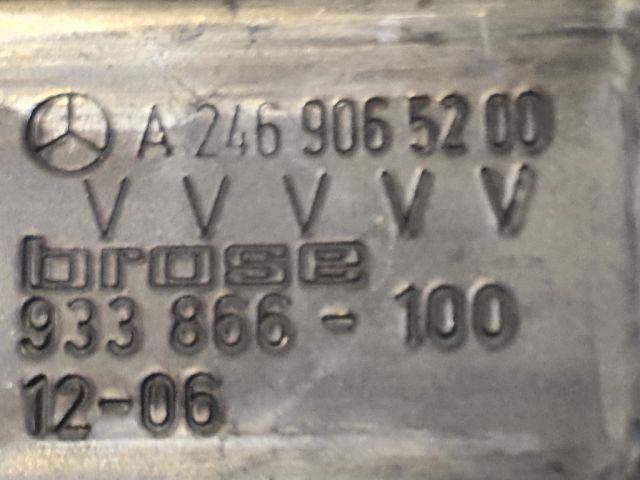 A 246 906 52 00
V V V V V
brose
933 866 - 100
12-06